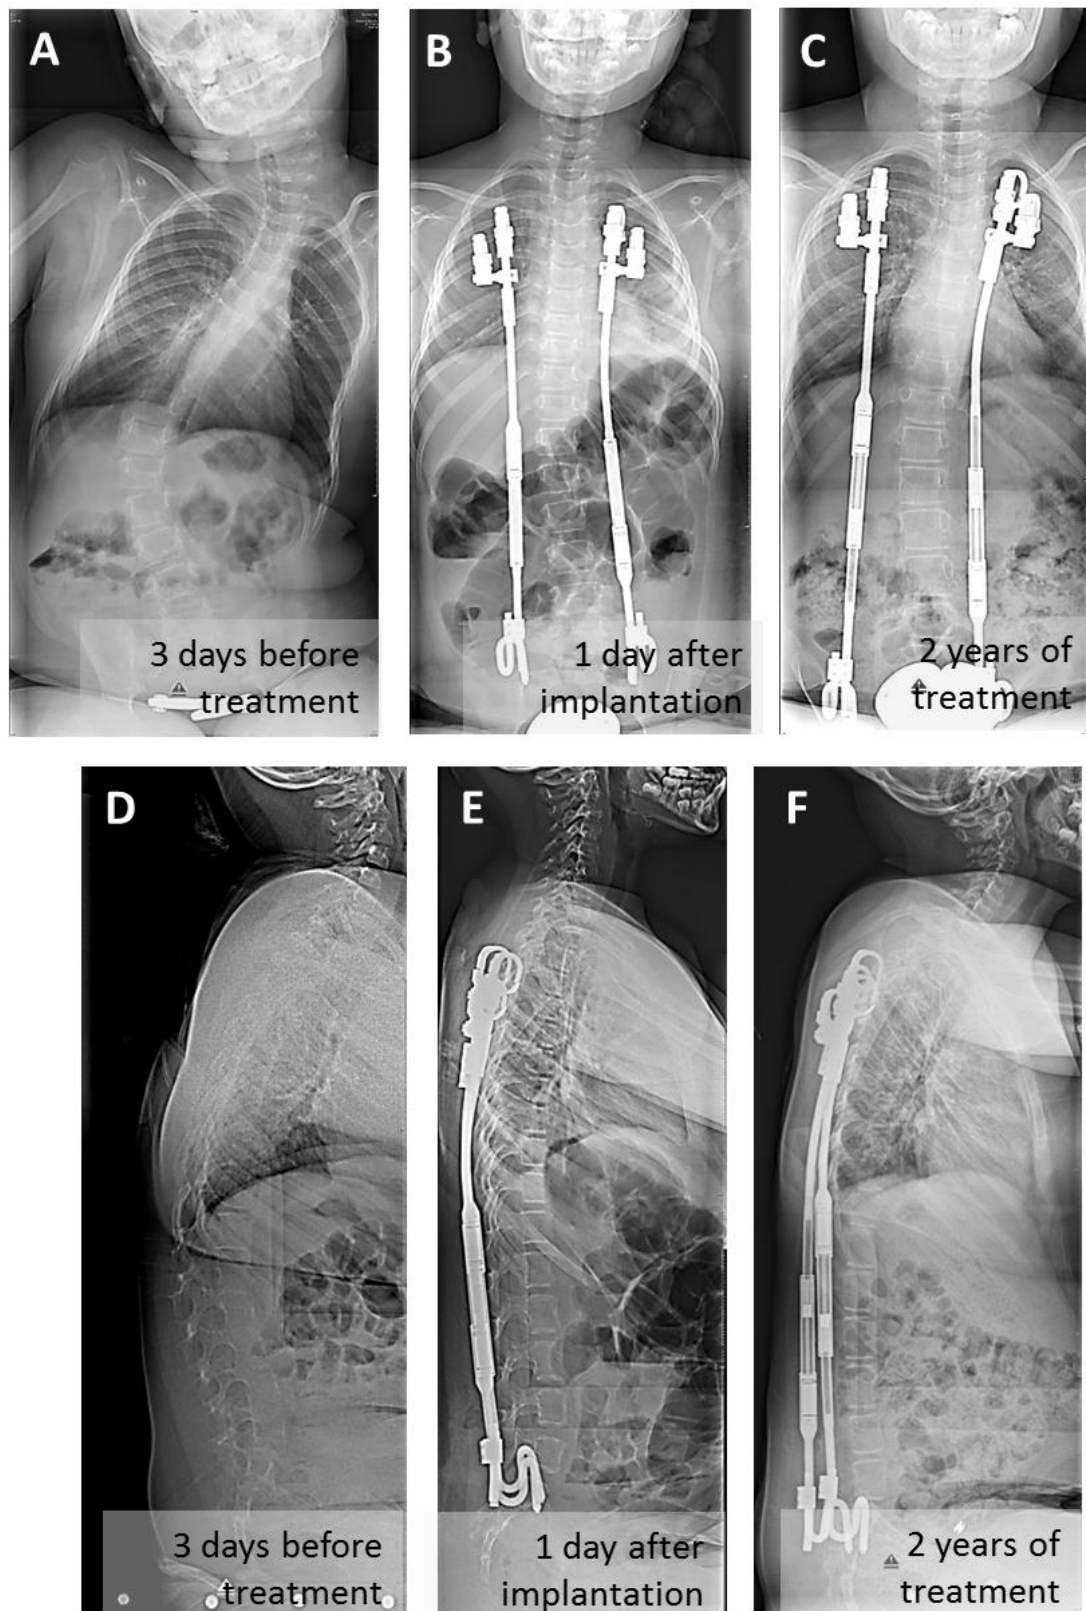 A
B
C
3 days before
treatment
1 day after
implantation
2 years of
treatment
D
E
F
3 days before
treatment
1 day after
implantation
2 years of
treatment